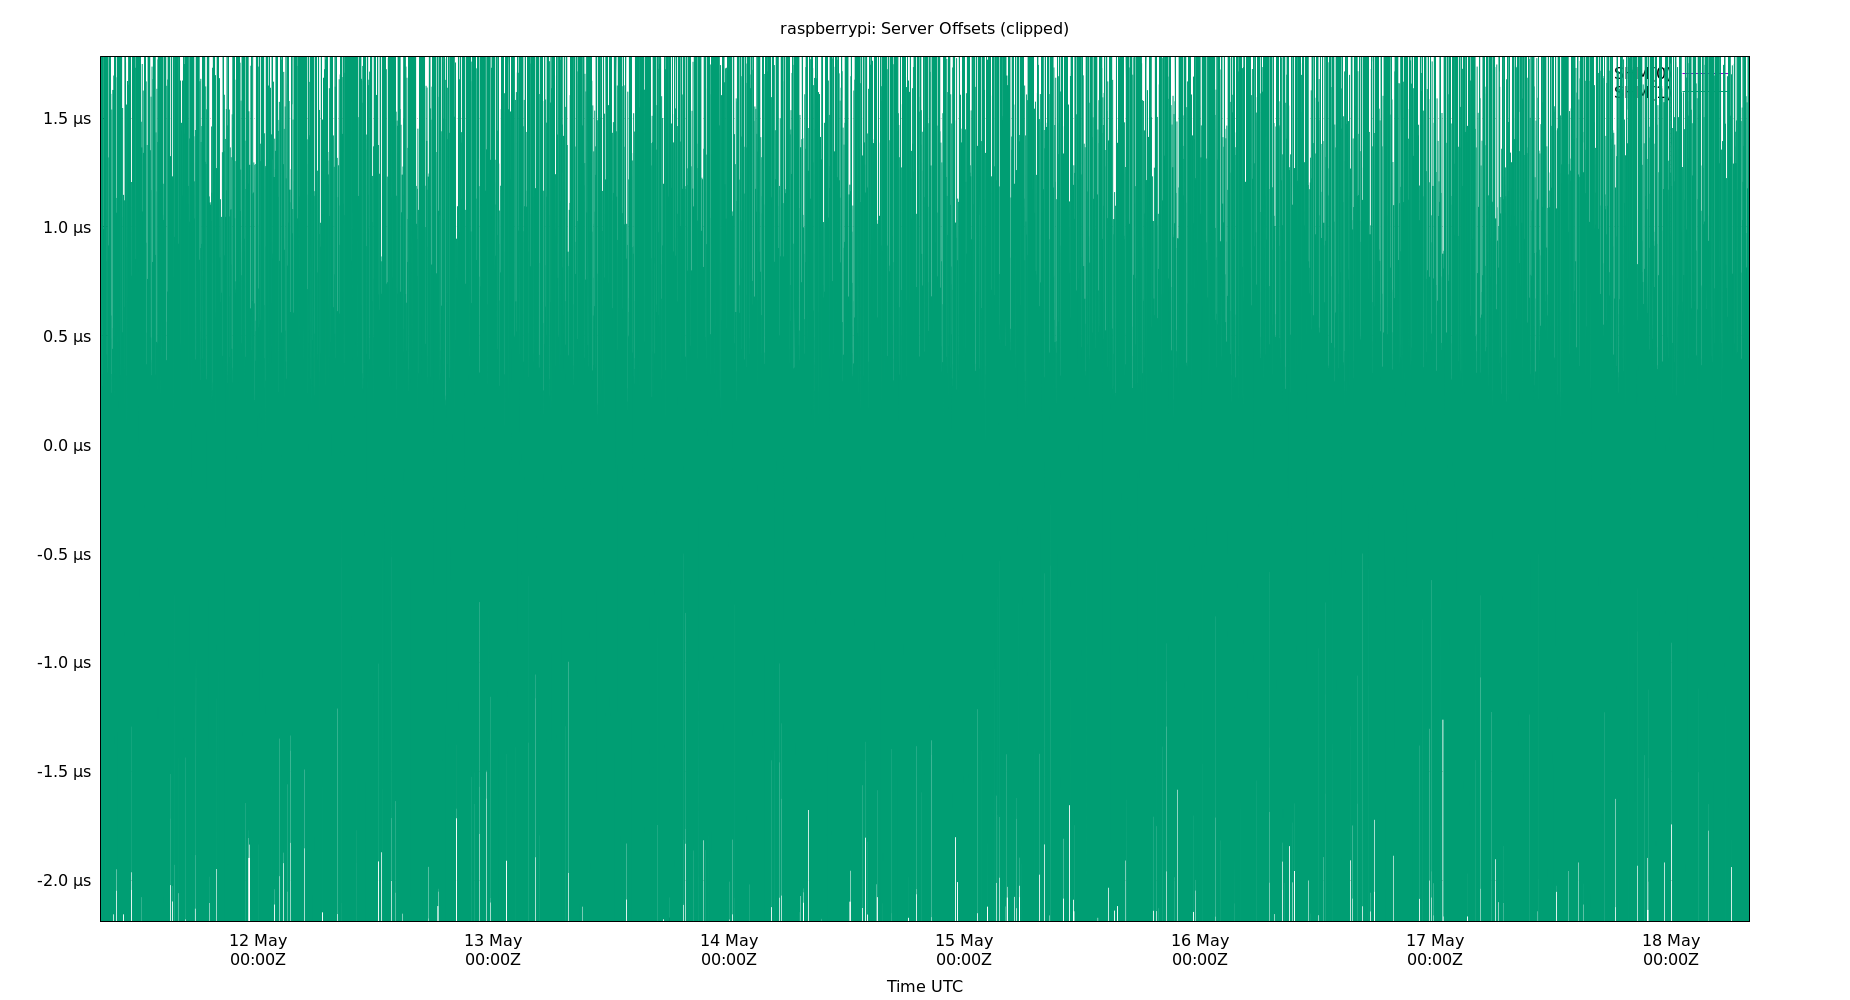 raspberrypi: Server Offsets (clipped)
1.5 µs
1.0 µs
0.5 µs
0.0 µs
-0.5 µs
-1.0 µs
-1.5 µs
-2.0 µs
12 May
00:00Z
13 May
00:00Z
14 May
00:00Z
15 May
00:00Z
16 May
00:00Z
17 May
00:00Z
18 May
00:00Z
Time UTC